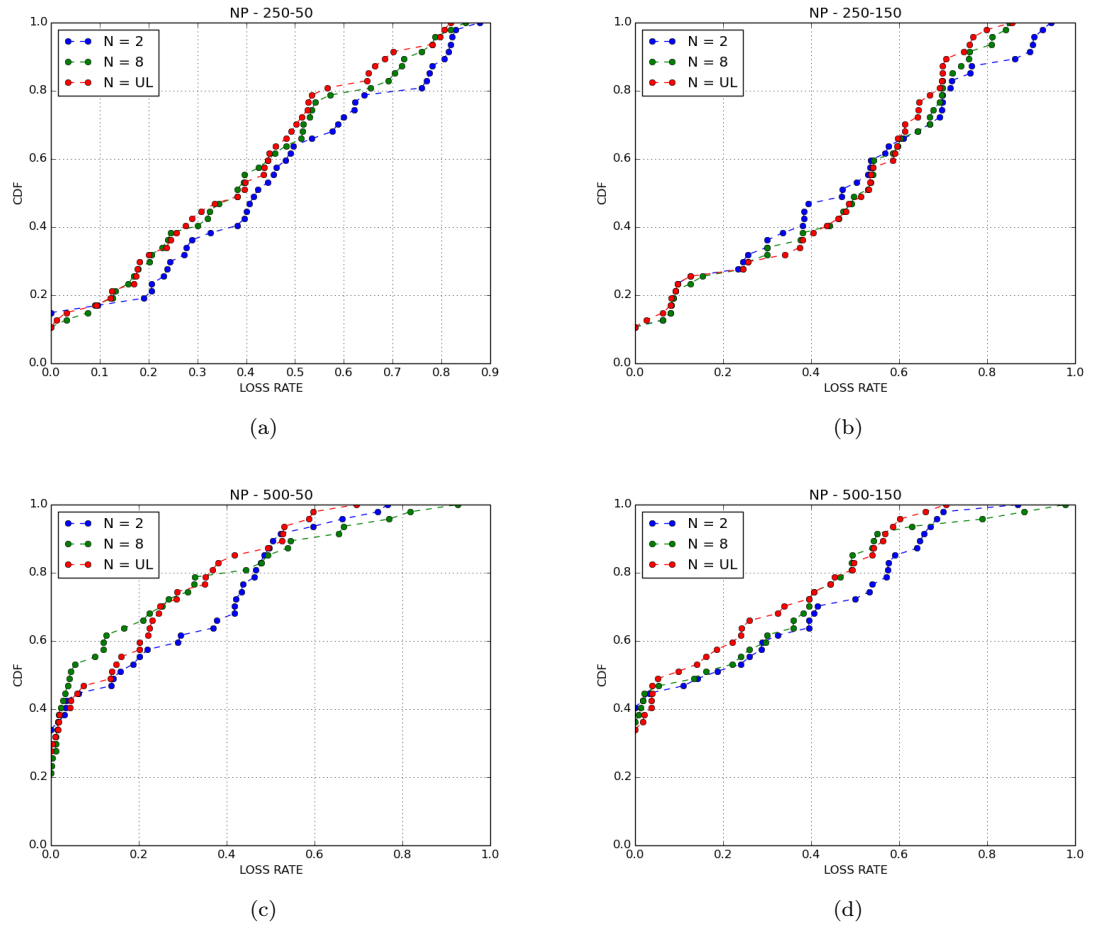 NP - 250-50
1.0
0.8
0.6
0.4
0.2
0.0
CDF
N = 2
N = 8
N = UL
0.0 0.1 0.2 0.3 0.4 0.5 0.6 0.7 0.8 0.9
LOSS RATE
(a)
NP - 250-150
1.0
0.8
0.6
0.4
0.2
0.0
CDF
N = 2
N = 8
N = UL
0.0 0.2 0.4 0.6 0.8 1.0
LOSS RATE
(b)
NP - 500-50
1.0
0.8
0.6
0.4
0.2
0.0
CDF
N = 2
N = 8
N = UL
0.0 0.2 0.4 0.6 0.8 1.0
LOSS RATE
(c)
NP - 500-150
1.0
0.8
0.6
0.4
0.2
0.0
CDF
N = 2
N = 8
N = UL
0.0 0.2 0.4 0.6 0.8 1.0
LOSS RATE
(d)